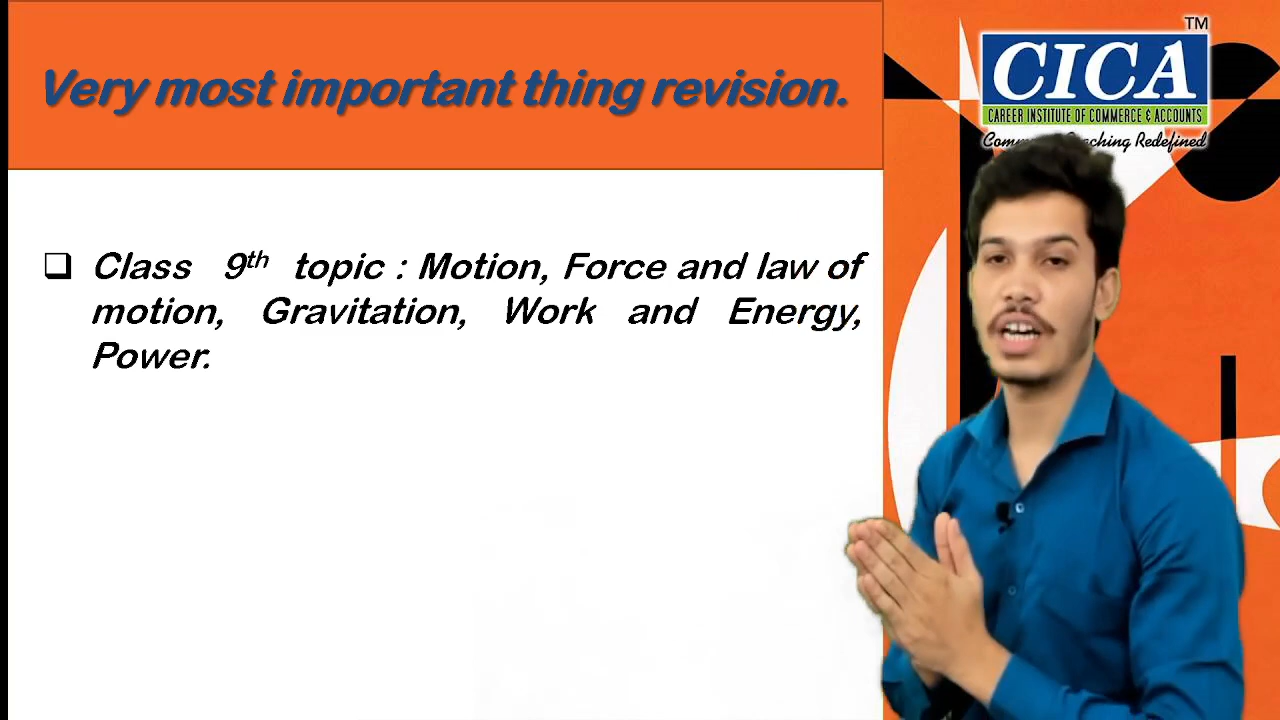 Very most important thing revision.
TM
CICA
CAREER INSTITUTE OF COMMERCE & ACCOUNTS
Redefined
❑ Class 9th topic : Motion, Force and law of
motion, Gravitation, Work and Energy,
Power.